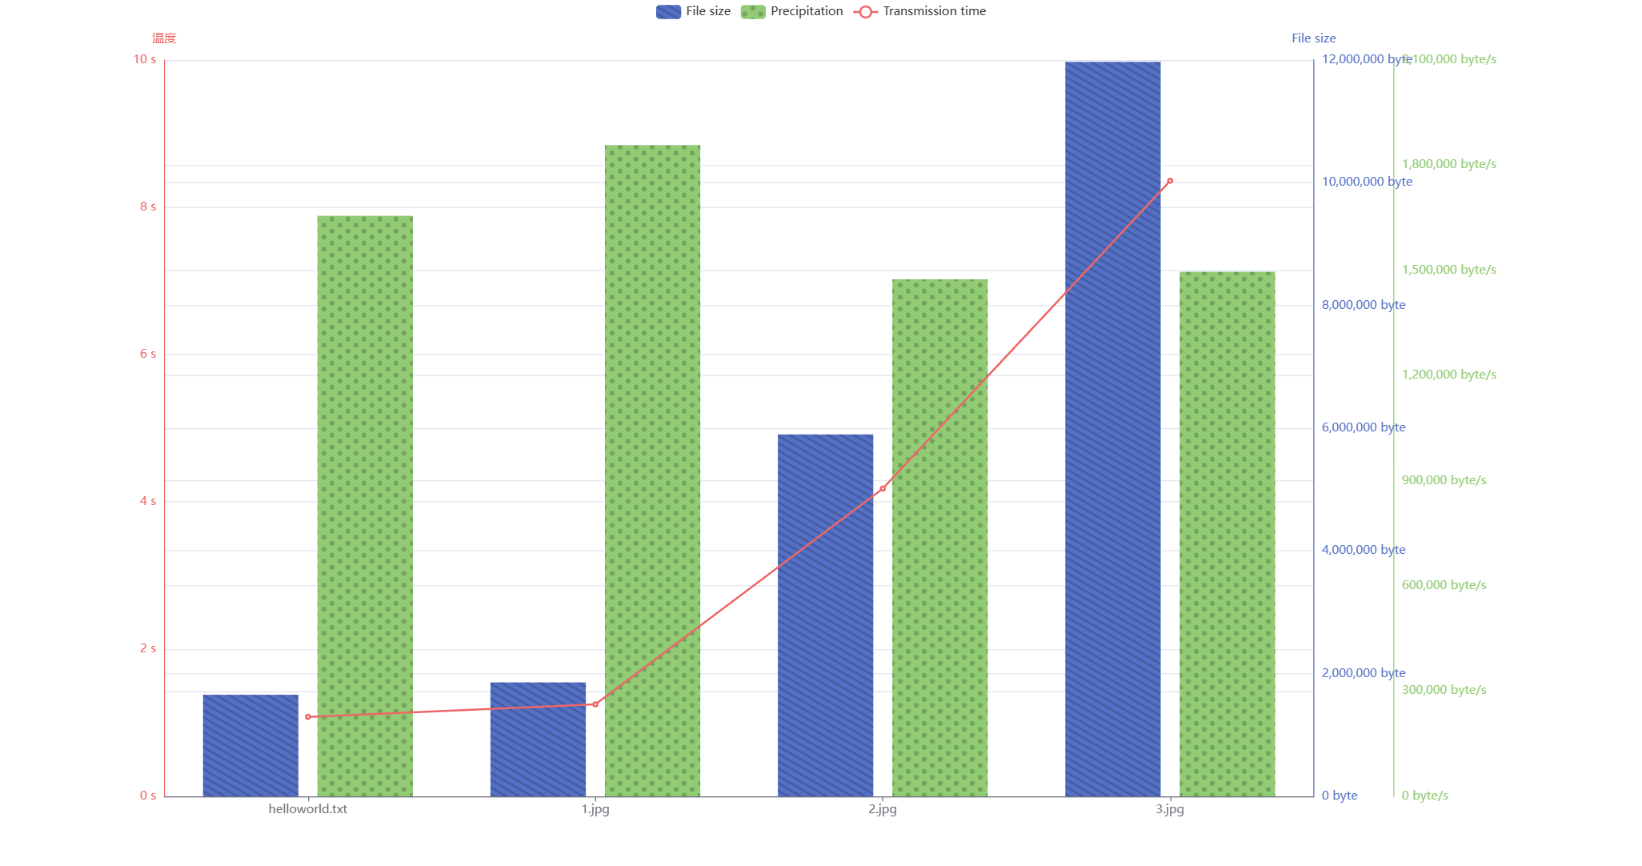 File size Precipitation Transmission time
温度
File size
10 s
8 s
6 s
4 s
2 s
0 s
12,000,000 byte
10,000,000 byte
8,000,000 byte
6,000,000 byte
4,000,000 byte
2,000,000 byte
0 byte
,100,000 byte/s
1,800,000 byte/s
1,500,000 byte/s
1,200,000 byte/s
900,000 byte/s
600,000 byte/s
300,000 byte/s
0 byte/s
helloworld.txt 1.jpg 2.jpg 3.jpg